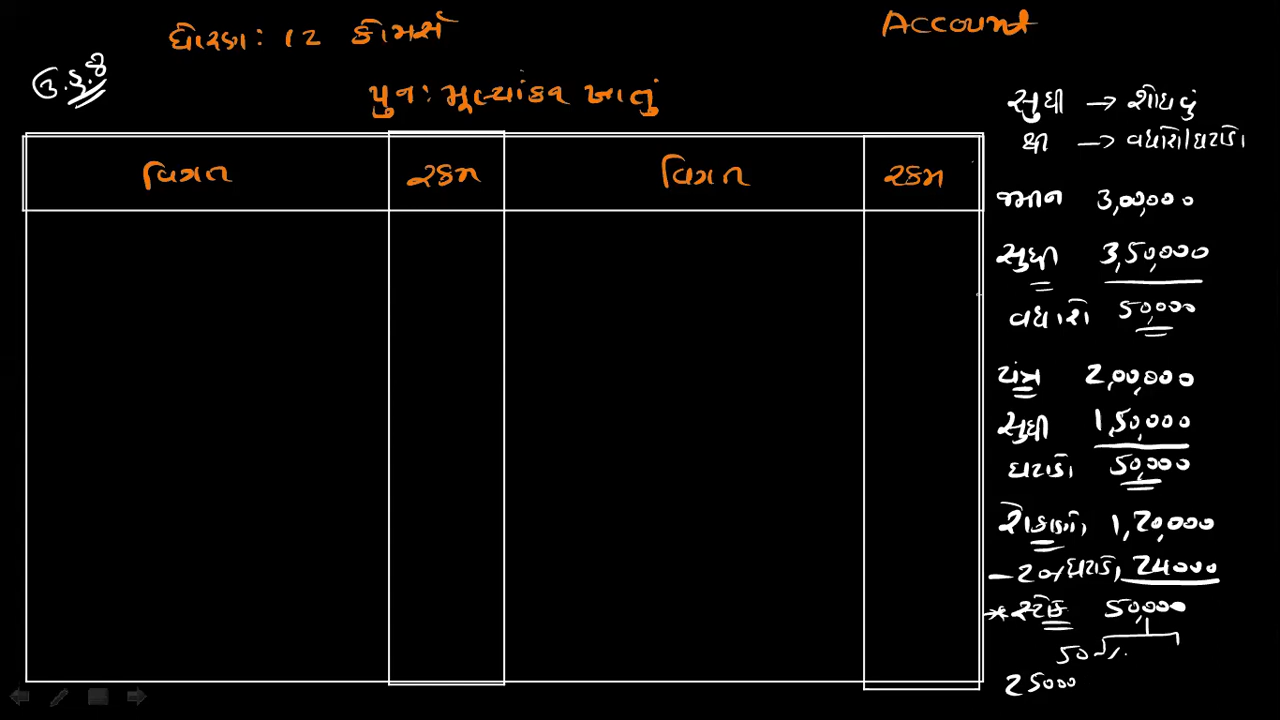 ધોરણ : 12 કોમર્સ
Account
ઉ.દા.8
પુન:મૂલ્યાંકન ખાતું
સુધી → શોધવું
થી → વધારો/ઘટાડો
વિગત રકમ વિગત રકમ
મકાન 3,00,000
સુધી 3,50,000
વધારો 50,000
યંત્ર 2,00,000
સુધી 1,50,000
ઘટાડો 50,000
રોકાણો 1,20,000
- 20% ઘટાડો 24000
* સ્ટોક 50,000
50 %
25000